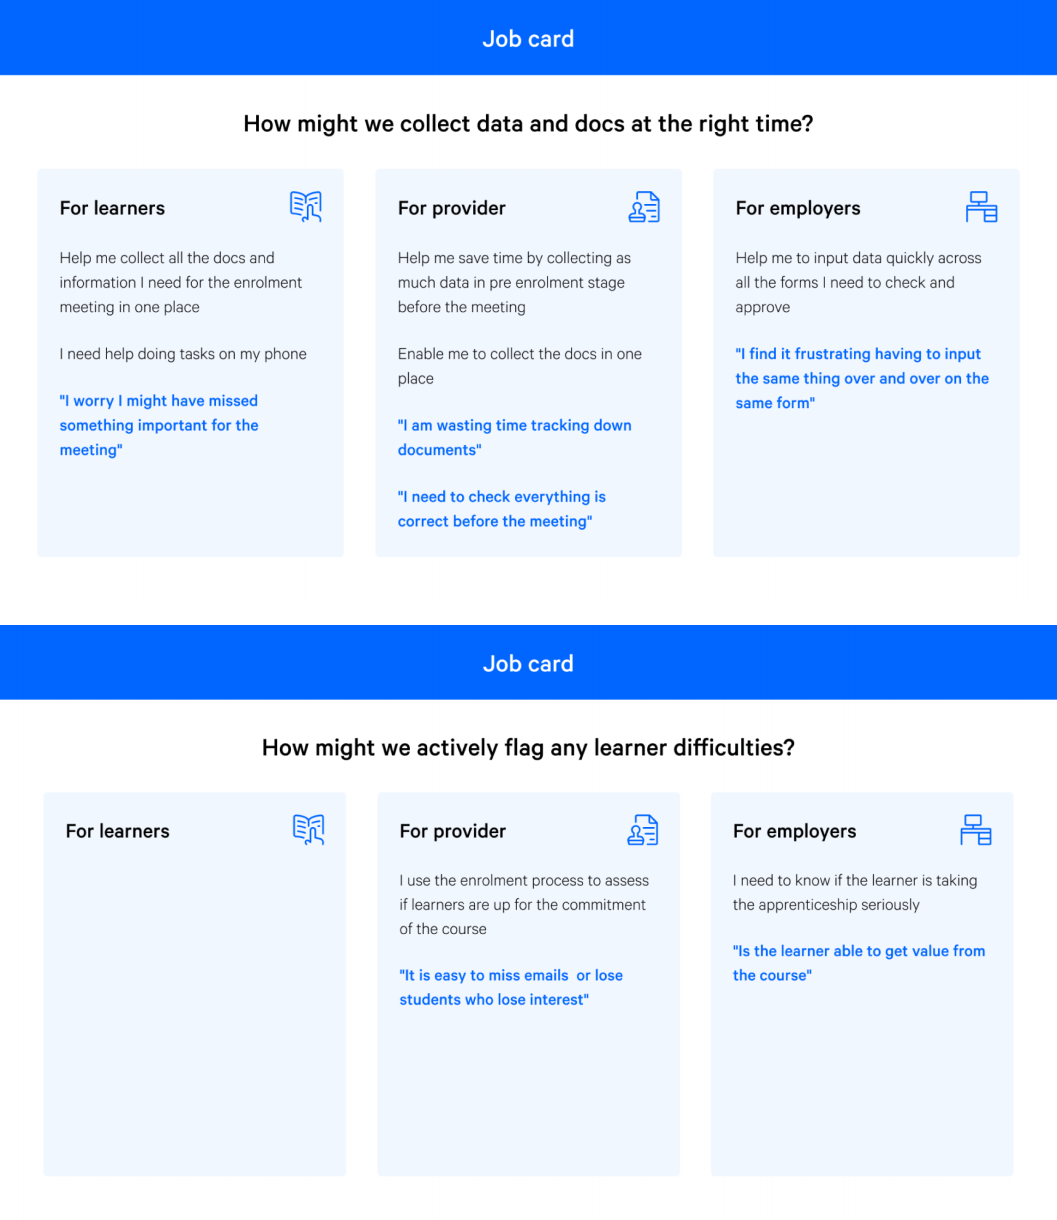 Job card
How might we collect data and docs at the right time?
For learners
Help me collect all the docs and
information I need for the enrolment
meeting in one place
I need help doing tasks on my phone
"I worry I might have missed
something important for the
meeting"
For provider
Help me save time by collecting as
much data in pre enrolment stage
before the meeting
Enable me to collect the docs in one
place
"I am wasting time tracking down
documents"
"I need to check everything is
correct before the meeting"
For employers
Help me to input data quickly across
all the forms I need to check and
approve
"I find it frustrating having to input
the same thing over and over on the
same form"
Job card
How might we actively flag any learner difficulties?
For learners
For provider
I use the enrolment process to assess
if learners are up for the commitment
of the course
"It is easy to miss emails  or lose
students who lose interest"
For employers
I need to know if the learner is taking
the apprenticeship seriously
"Is the learner able to get value from
the course"